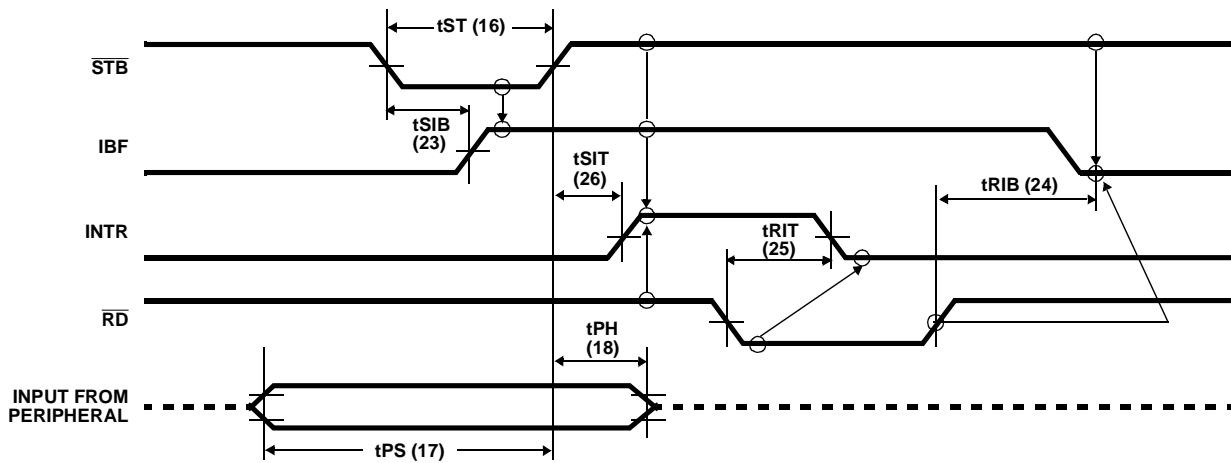 tST (16)
STB
tSIB
(23)
IBF
tSIT
(26)
tRIB (24)
INTR
tRIT
(25)
RD
tPH
(18)
INPUT FROM
PERIPHERAL
tPS (17)